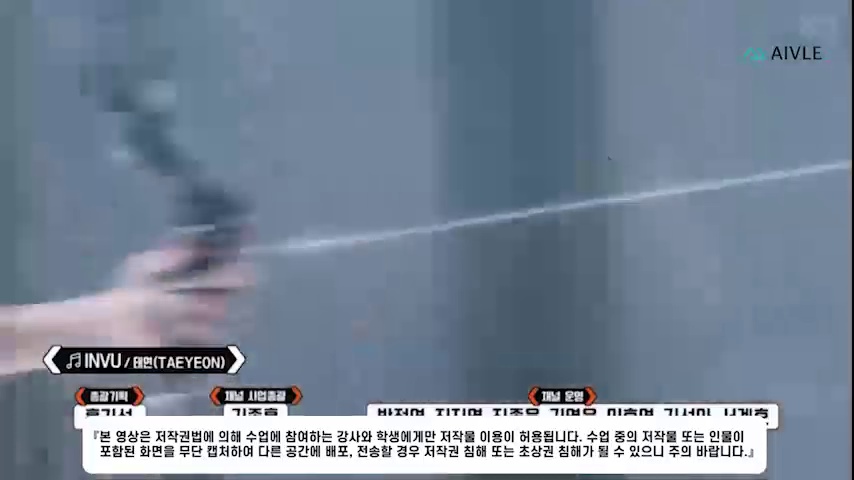 AIVLE
INVU / 태연(TAEYEON)
총괄기획
채널 사업총괄
채널 운영
『본 영상은 저작권법에 의해 수업에 참여하는 강사와 학생에게만 저작물 이용이 허용됩니다. 수업 중의 저작물 또는 인물이
포함된 화면을 무단 캡처하여 다른 공간에 배포, 전송할 경우 저작권 침해 또는 초상권 침해가 될 수 있으니 주의 바랍니다.』